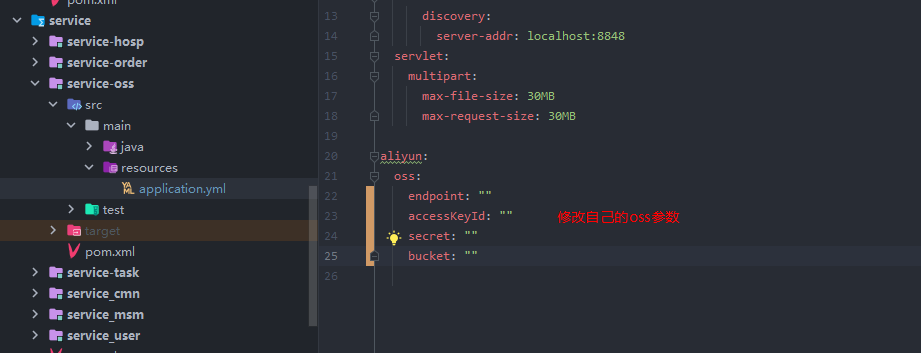 pom.xml
service
service-hosp
service-order
service-oss
src
main
java
resources
application.yml
test
target
pom.xml
service-task
service_cmn
service_msm
service_user
13 discovery:
14 server-addr: localhost:8848
15 servlet:
16 multipart:
17 max-file-size: 30MB
18 max-request-size: 30MB
19
20 aliyun:
21 oss:
22 endpoint: ""
23 accessKeyId: "" 修改自己的oss参数
24 secret: ""
25 bucket: ""
26